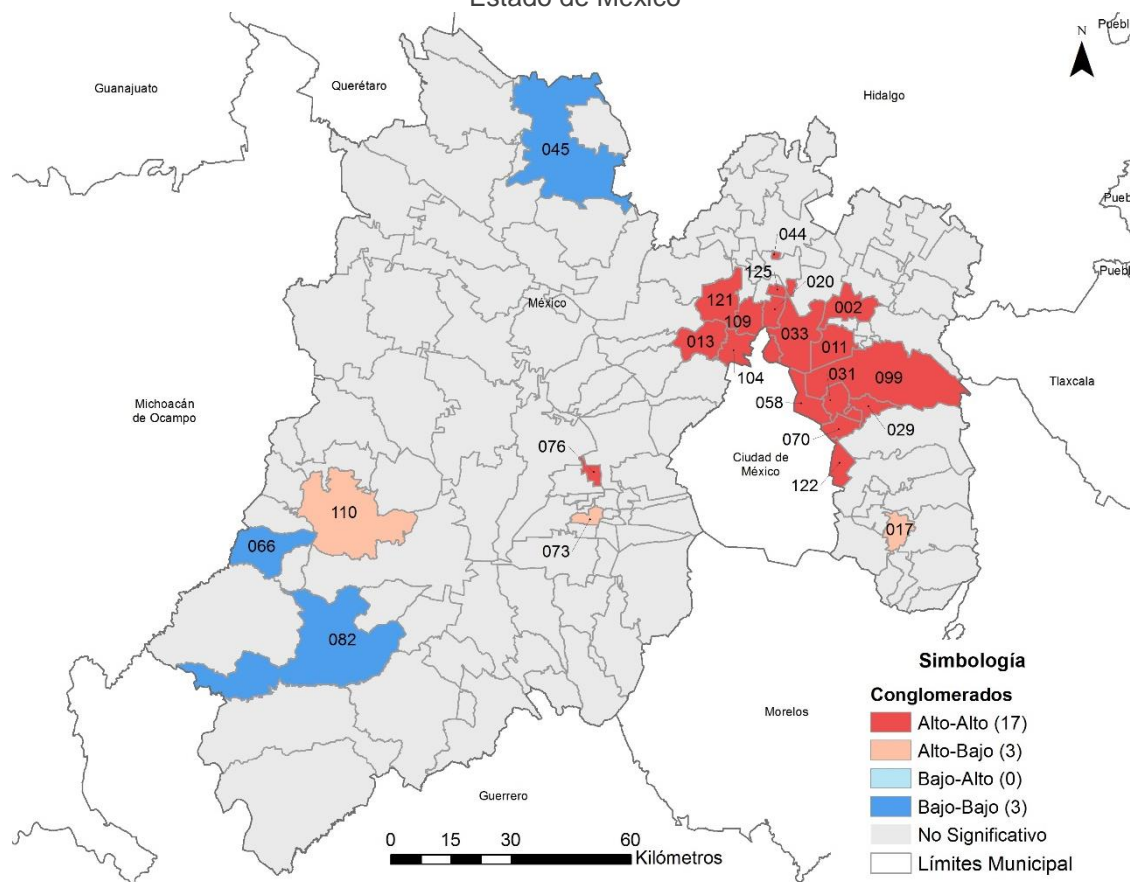 Estado de México
N
Guanajuato
Querétaro
Hidalgo
045
044
125
020
México
121
002
109
033
013
011
104
031
099
058
029
Tlaxcala
Michoacán
de Ocampo
070
076
Ciudad de
México
122
110
017
066
073
082
Morelos
Guerrero
Simbología
Conglomerados
Alto-Alto (17)
Alto-Bajo (3)
Bajo-Alto (0)
Bajo-Bajo (3)
No Significativo
Límites Municipal
0 15 30 60
Kilómetros